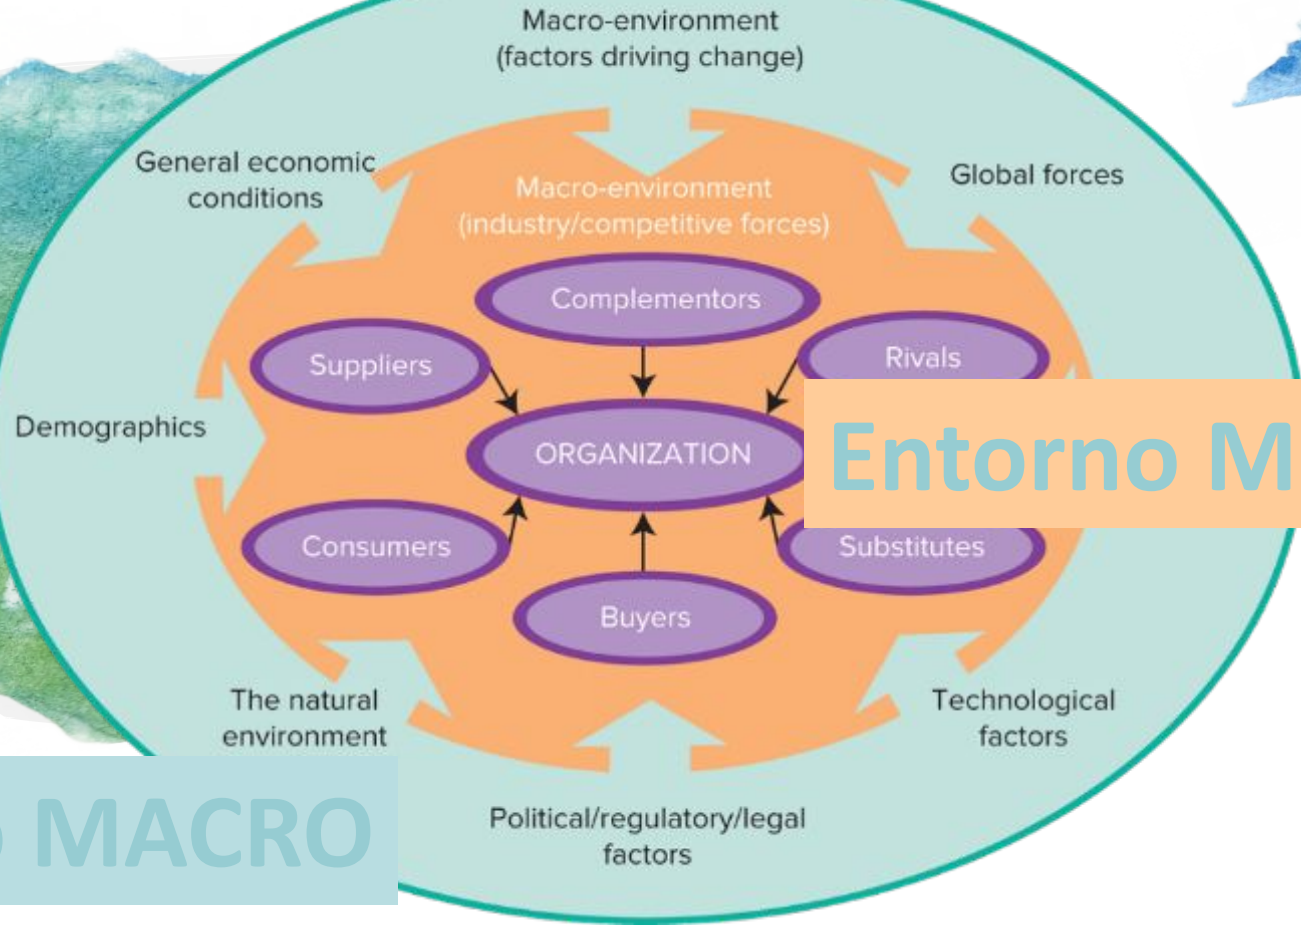 Macro-environment
(factors driving change)
General economic
conditions
Global forces
Macro-environment
(industry/competitive forces)
Complementors
Suppliers
Rivals
Demographics
ORGANIZATION
Entorno M
Consumers
Substitutes
Buyers
The natural
environment
Technological
factors
MACRO
Political/regulatory/legal
factors